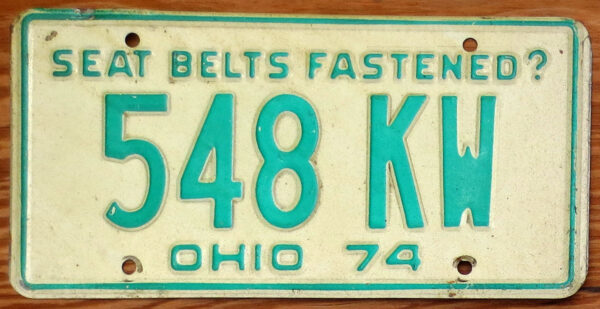 SEAT BELTS FASTENED?
548 KW
OHIO 74